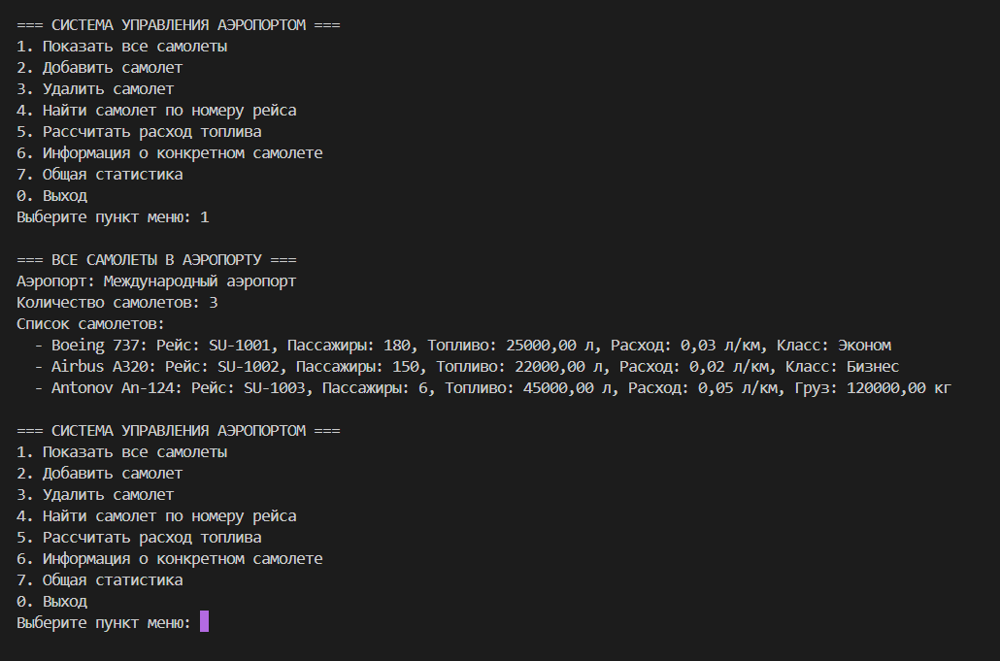 === СИСТЕМА УПРАВЛЕНИЯ АЭРОПОРТОМ ===
1. Показать все самолеты
2. Добавить самолет
3. Удалить самолет
4. Найти самолет по номеру рейса
5. Рассчитать расход топлива
6. Информация о конкретном самолете
7. Общая статистика
0. Выход
Выберите пункт меню: 1
=== ВСЕ САМОЛЕТЫ В АЭРОПОРТУ ===
Аэропорт: Международный аэропорт
Количество самолетов: 3
Список самолетов:
- Boeing 737: Рейс: SU-1001, Пассажиры: 180, Топливо: 25000,00 л, Расход: 0,03 л/км, Класс: Эконом
- Airbus A320: Рейс: SU-1002, Пассажиры: 150, Топливо: 22000,00 л, Расход: 0,02 л/км, Класс: Бизнес
- Antonov An-124: Рейс: SU-1003, Пассажиры: 6, Топливо: 45000,00 л, Расход: 0,05 л/км, Груз: 120000,00 кг
=== СИСТЕМА УПРАВЛЕНИЯ АЭРОПОРТОМ ===
1. Показать все самолеты
2. Добавить самолет
3. Удалить самолет
4. Найти самолет по номеру рейса
5. Рассчитать расход топлива
6. Информация о конкретном самолете
7. Общая статистика
0. Выход
Выберите пункт меню: